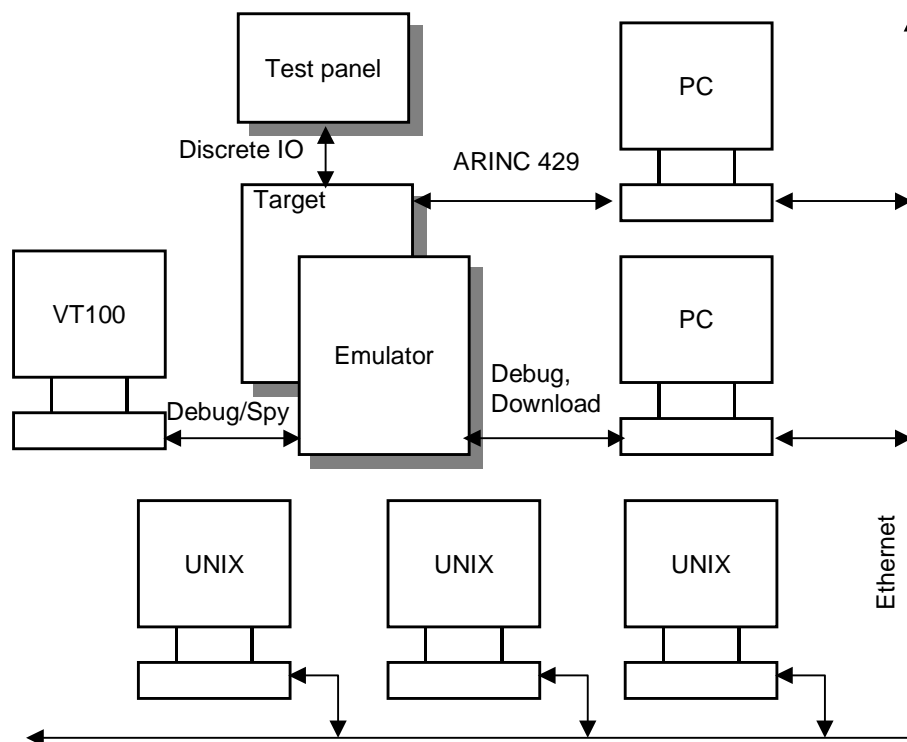 Test panel
PC
Discrete IO
ARINC 429
Target
VT100
PC
Emulator
Debug,
Download
Debug/Spy
UNIX
UNIX
UNIX
Ethernet